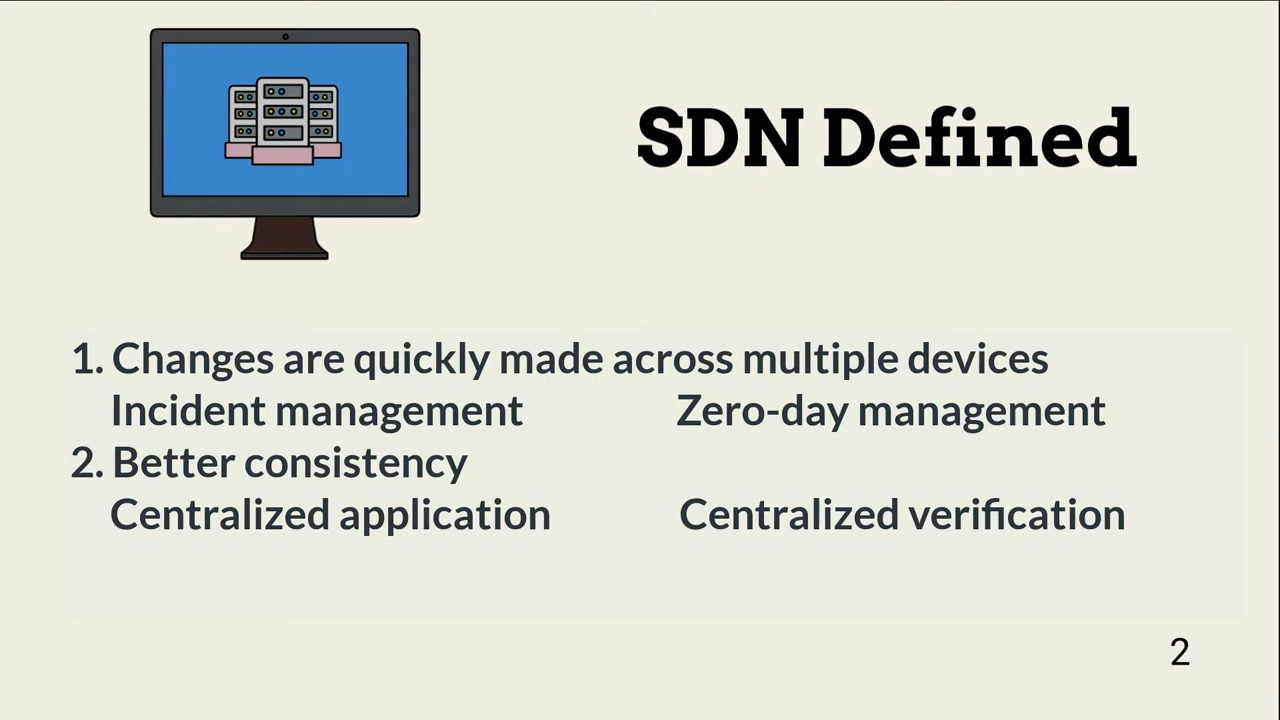 SDN Defined
1. Changes are quickly made across multiple devices
Incident management Zero-day management
2. Better consistency
Centralized application Centralized verification
2